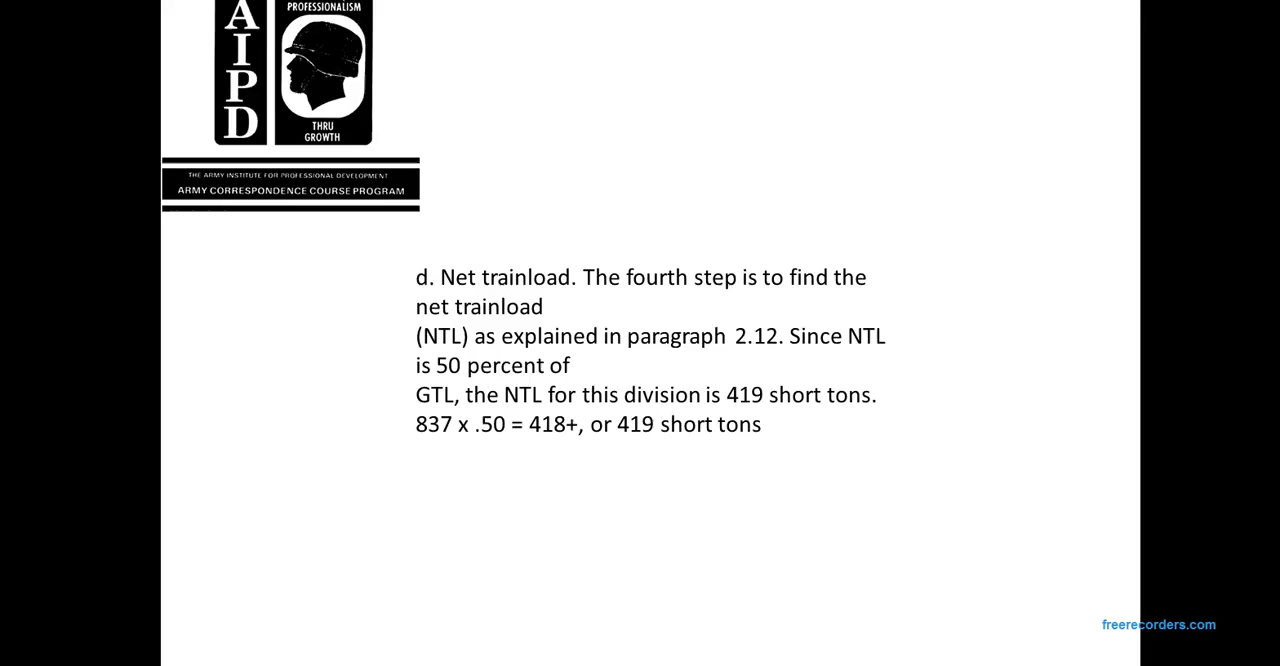 A
I
P
D
PROFESSIONALISM
THRU
GROWTH
THE ARMY INSTITUTE FOR PROFESSIONAL DEVELOPMENT
ARMY CORRESPONDENCE COURSE PROGRAM
d. Net trainload. The fourth step is to find the
net trainload
(NTL) as explained in paragraph 2.12. Since NTL
is 50 percent of
GTL, the NTL for this division is 419 short tons.
837 x .50 = 418+, or 419 short tons
freerecorders.com